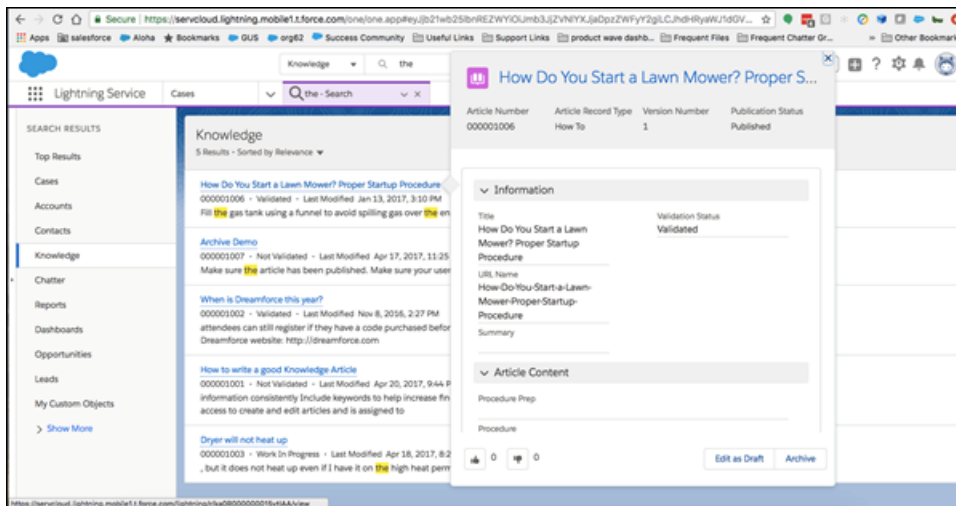 Secure https://servcloud.lightning.mobile1.t.force.com/one/one.app#
Apps salesforce Aloha Bookmarks GUS org62 Success Community Useful Links Support Links product wave dashb... Frequent Files Frequent Chatter Gr... » Other Bookmark
Knowledge the
Lightning Service Cases the - Search
SEARCH RESULTS
Top Results
Cases
Accounts
Contacts
Knowledge
Chatter
Reports
Dashboards
Opportunities
Leads
My Custom Objects
Show More
Knowledge
5 Results • Sorted by Relevance
How Do You Start a Lawn Mower? Proper Startup Procedure
000001006 • Validated • Last Modified Jan 13, 2017, 3:10 PM
Fill the gas tank using a funnel to avoid spilling gas over the en
Archive Demo
000001007 • Not Validated • Last Modified Apr 17, 2017, 11:25
Make sure the article has been published. Make sure your user
When is Dreamforce this year?
000001002 • Validated • Last Modified Nov 8, 2016, 2:27 PM
attendees can still register if they have a code purchased befor
Dreamforce website: http://dreamforce.com
How to write a good Knowledge Article
000001001 • Not Validated • Last Modified Apr 20, 2017, 9:44 P
information consistently Include keywords to help increase fin
access to create and edit articles and is assigned to
Dryer will not heat up
000001003 • Work In Progress • Last Modified Apr 18, 2017, 8:2
, but it does not heat up even if I have it on the high heat perm
How Do You Start a Lawn Mower? Proper S...
Article Number Article Record Type Version Number Publication Status
000001006 How To 1 Published
Information
Title
How Do You Start a Lawn
Mower? Proper Startup
Procedure
Validation Status
Validated
URL Name
How-Do-You-Start-a-Lawn-
Mower-Proper-Startup-
Procedure
Summary
Article Content
Procedure Prep
Procedure
0 0 Edit as Draft Archive